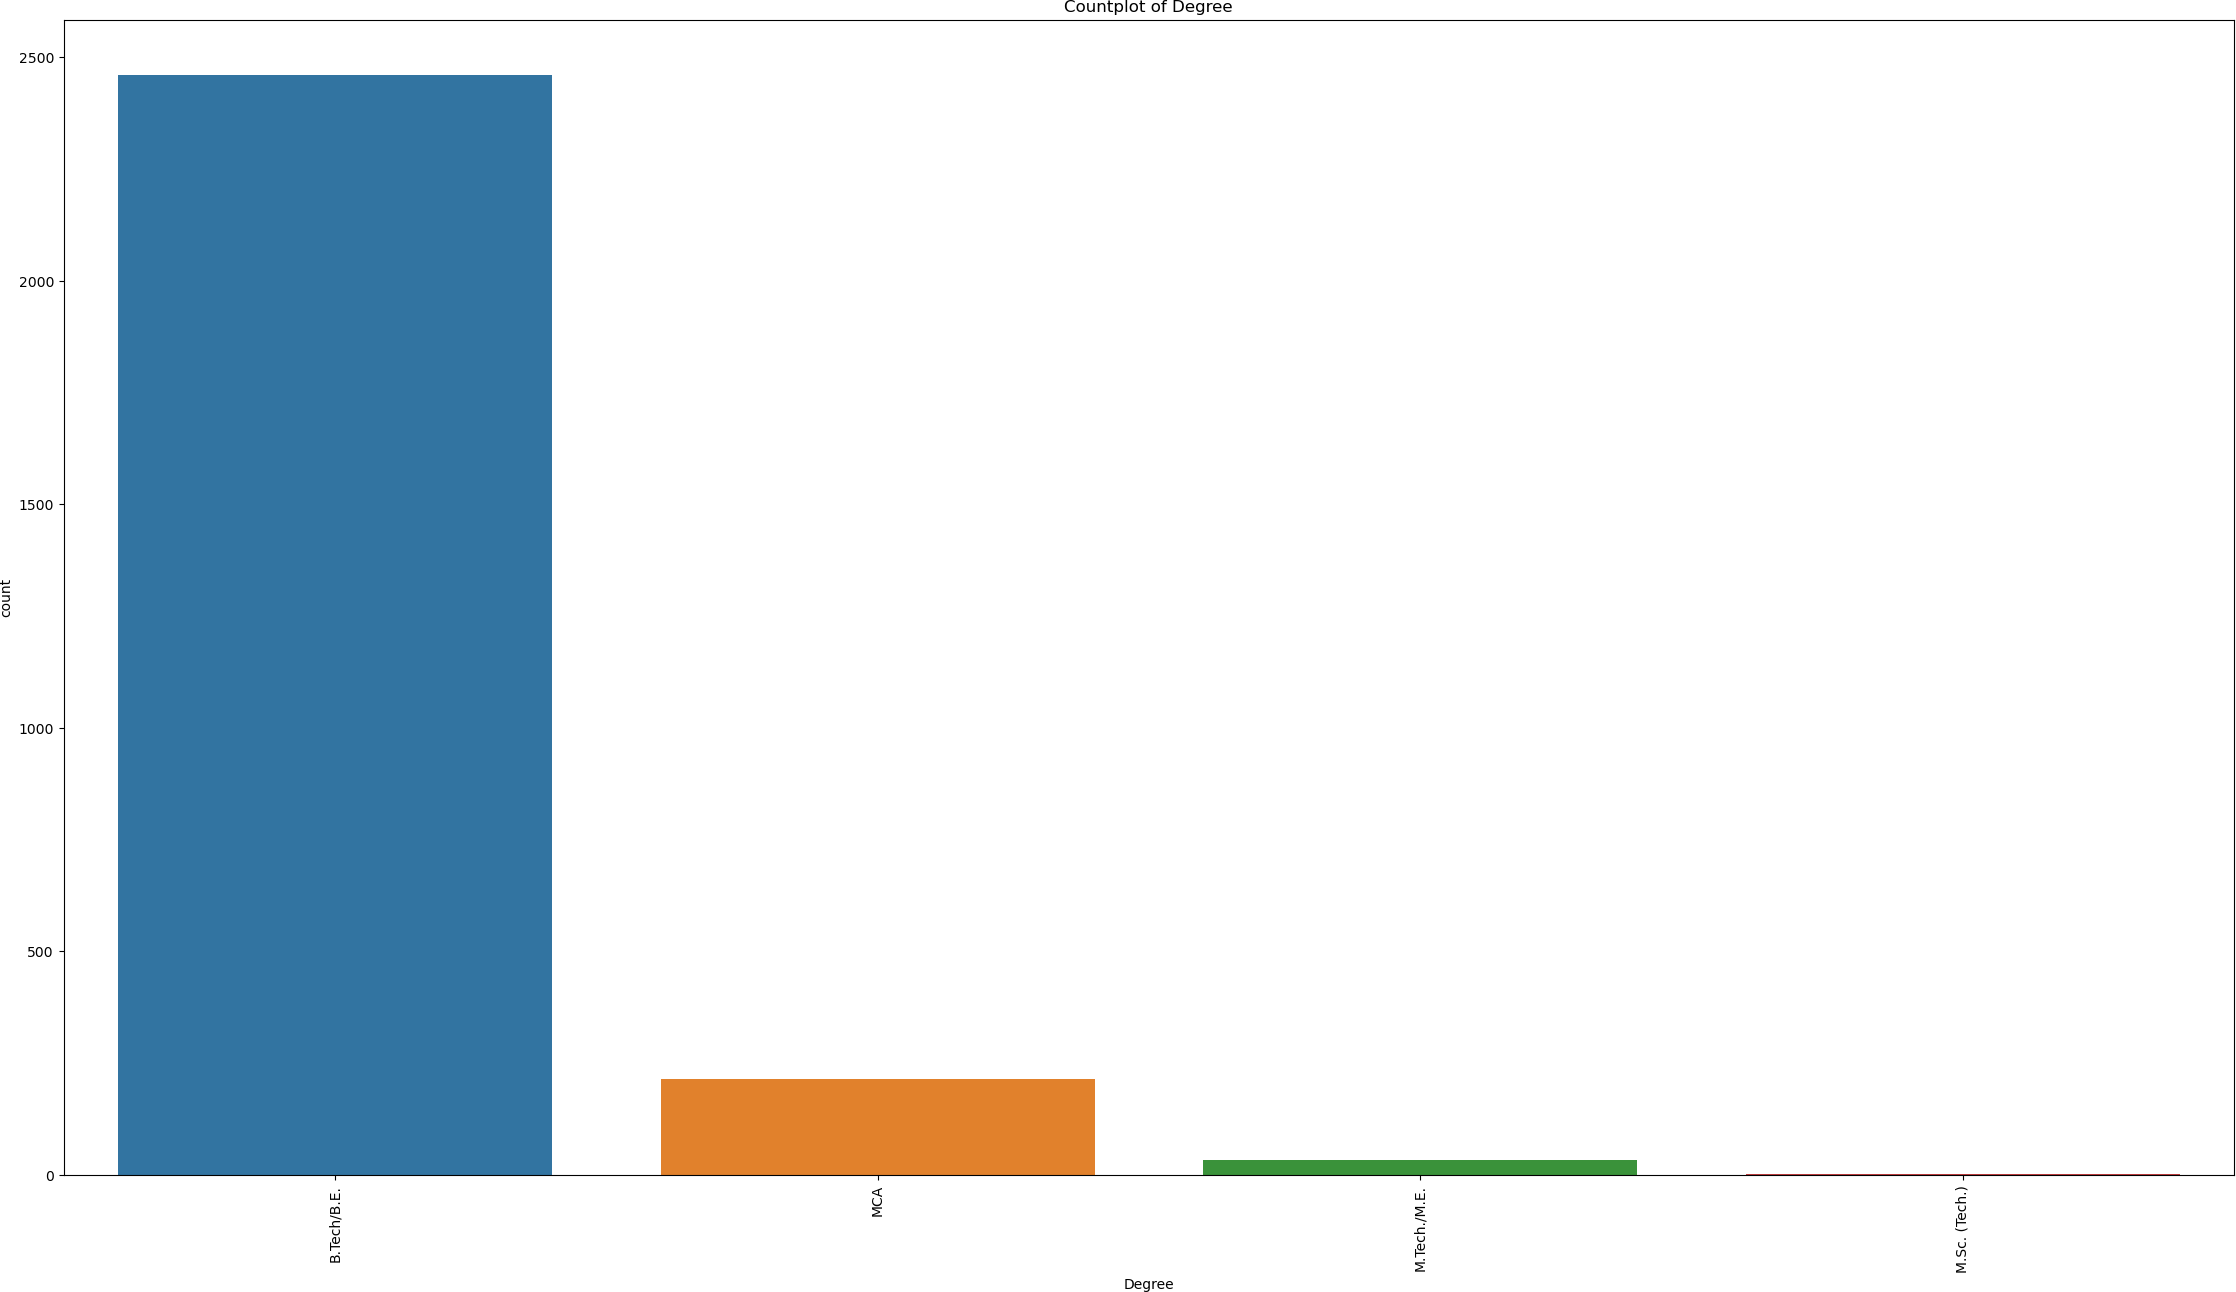 Countplot of Degree
2500
2000
1500
1000
500
0
count
B.Tech/B.E.
MCA
M.Tech./M.E.
M.Sc. (Tech.)
Degree